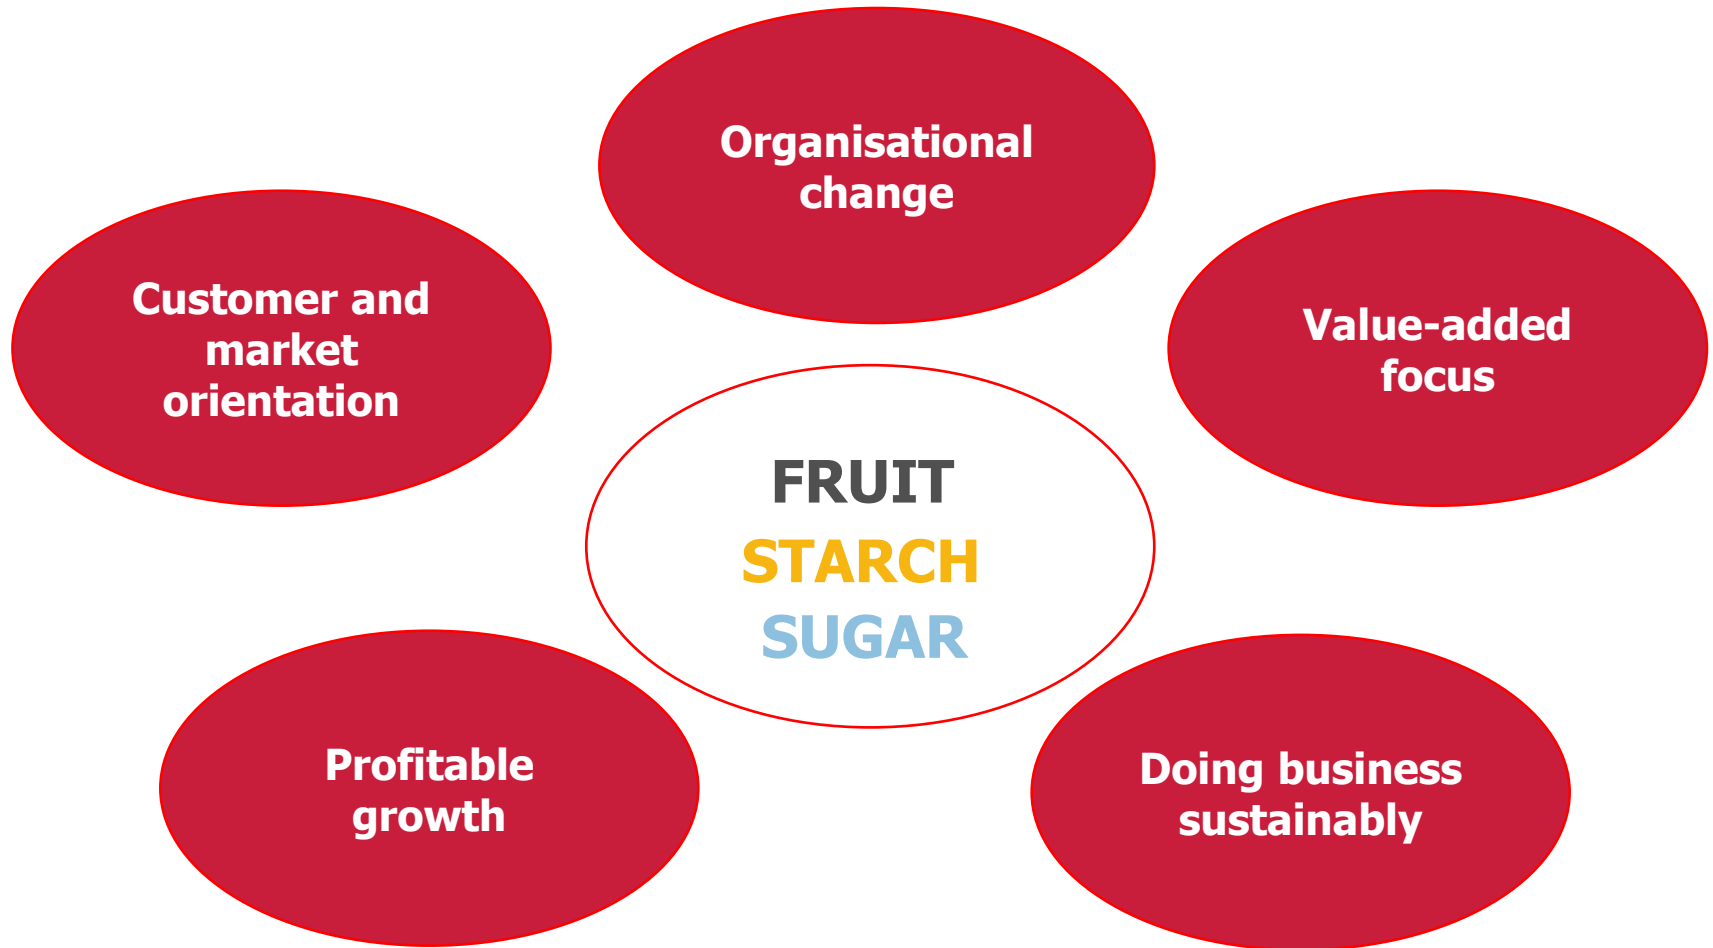 Organisational
change
Customer and
market
orientation
Value-added
focus
FRUIT
STARCH
SUGAR
Profitable
growth
Doing business
sustainably